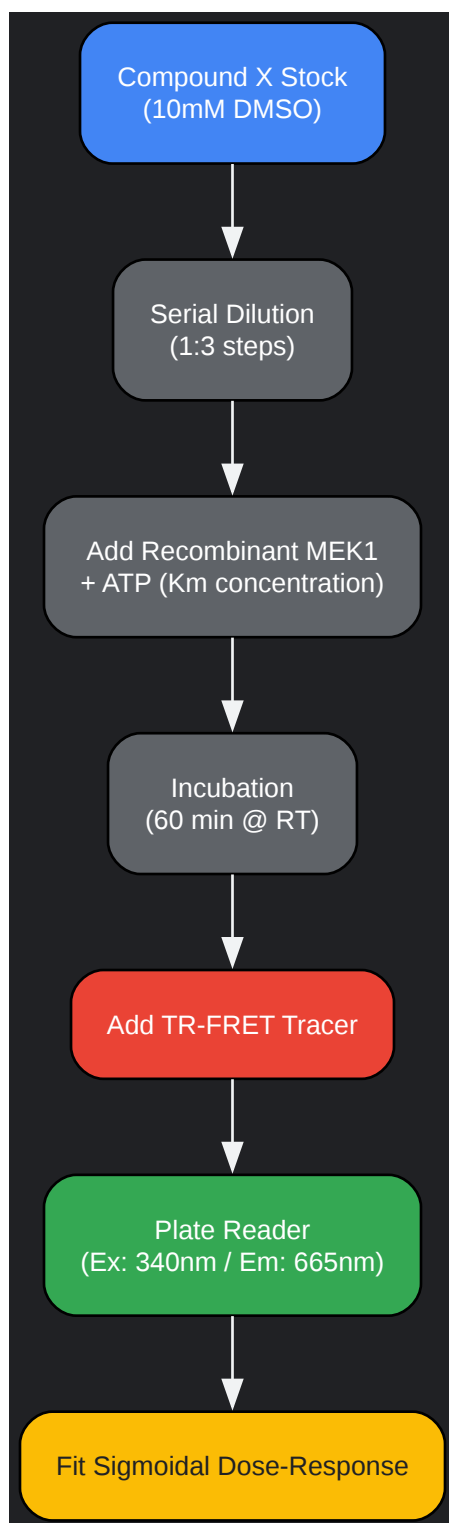 Compound X Stock
(10mM DMSO)
Serial Dilution
(1:3 steps)
Add Recombinant MEK1
+ ATP (Km concentration)
Incubation
(60 min @ RT)
Add TR-FRET Tracer
Plate Reader
(Ex: 340nm / Em: 665nm)
Fit Sigmoidal Dose-Response